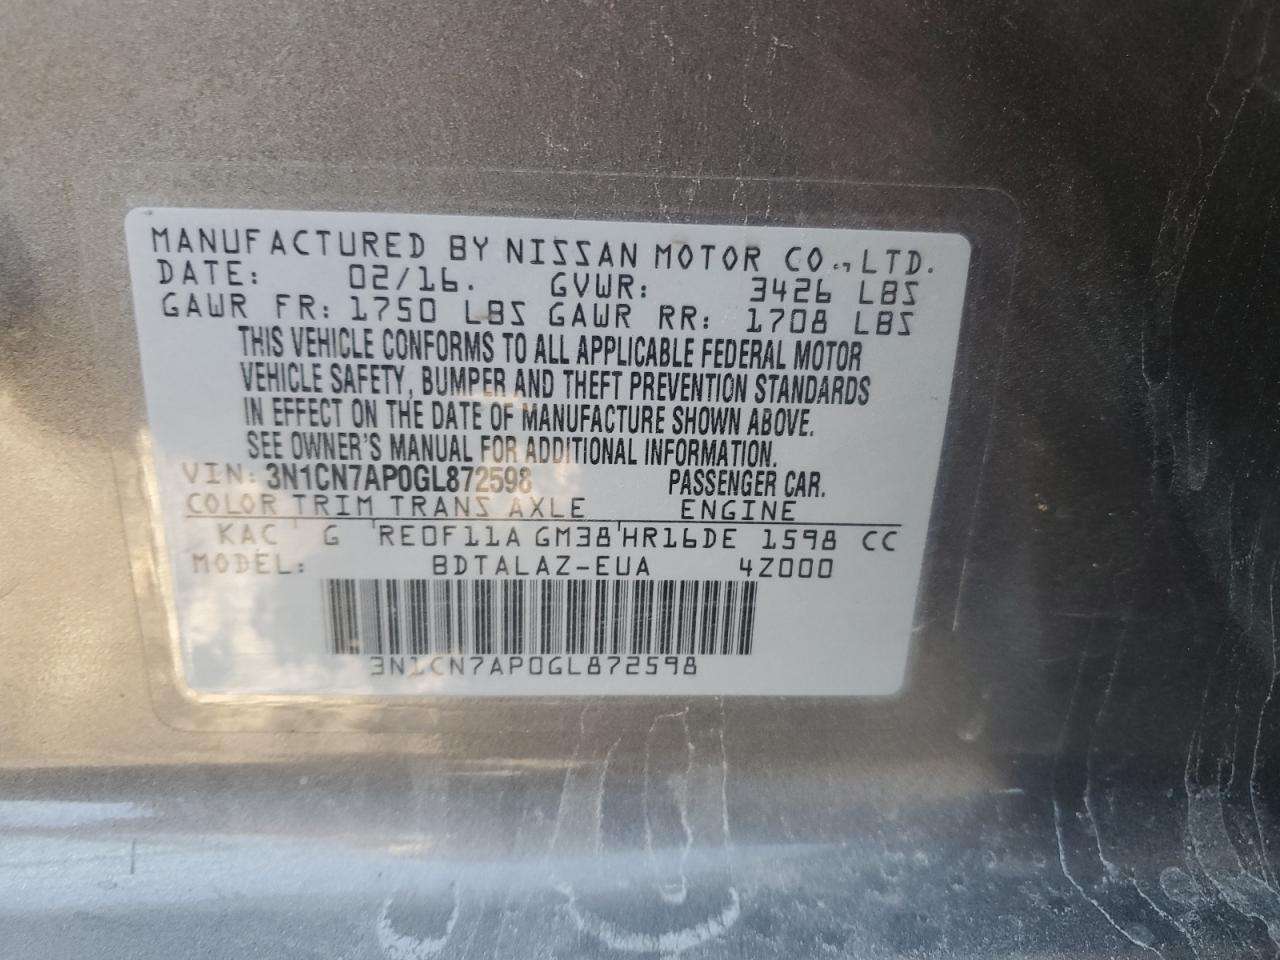 MANUFACTURED BY NISSAN MOTOR CO., LTD.
DATE: 02/16. GVWR: 3426 LBS
GAWR FR: 1750 LBS GAWR RR: 1708 LBS
THIS VEHICLE CONFORMS TO ALL APPLICABLE FEDERAL MOTOR
VEHICLE SAFETY, BUMPER AND THEFT PREVENTION STANDARDS
IN EFFECT ON THE DATE OF MANUFACTURE SHOWN ABOVE.
SEE OWNER'S MANUAL FOR ADDITIONAL INFORMATION.
VIN: 3N1CN7AP0GL872598 PASSENGER CAR.
COLOR TRIM TRANS AXLE ENGINE
KAC G RE0F11A GM38 HR16DE 1598 CC
MODEL: BDTALAZ-EUA 4Z000
3N1CN7AP0GL872598